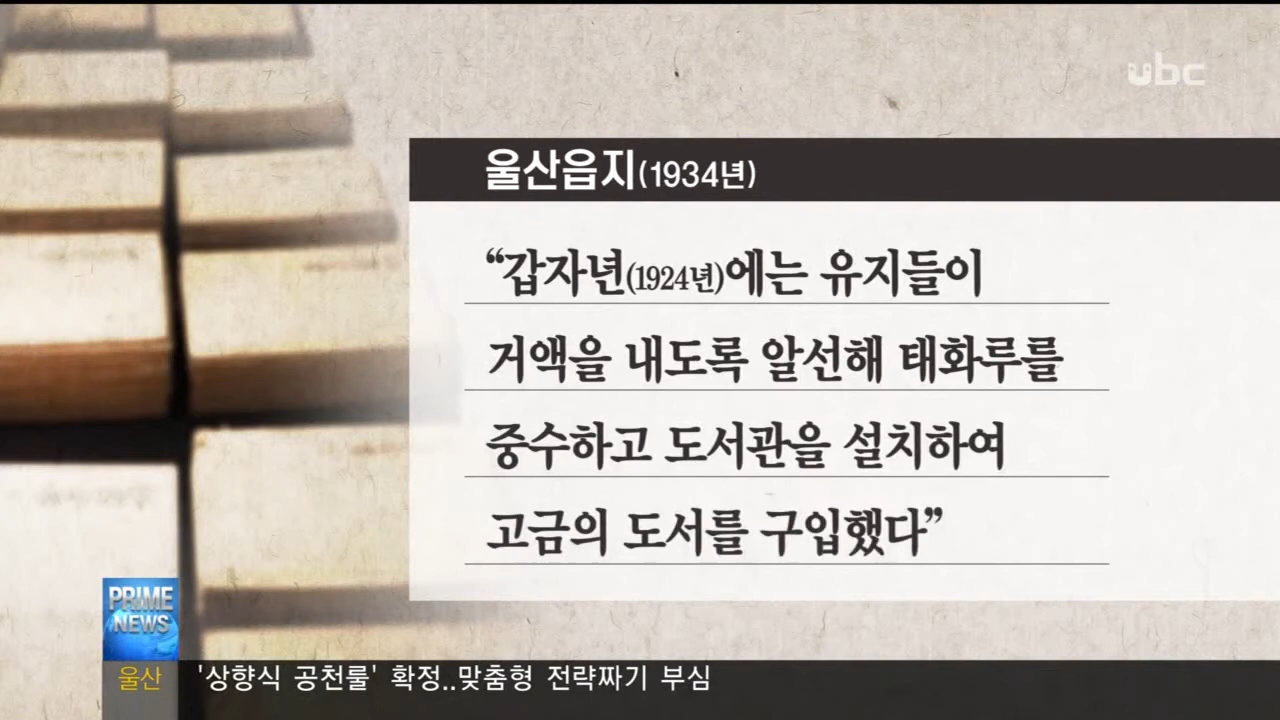 ubc
울산읍지(1934년)
“갑자년(1924년)에는 유지들이
거액을 내도록 알선해 태화루를
중수하고 도서관을 설치하여
고금의 도서를 구입했다”
PRIME
NEWS
울산 '상향식 공천룰' 확정..맞춤형 전략짜기 부심